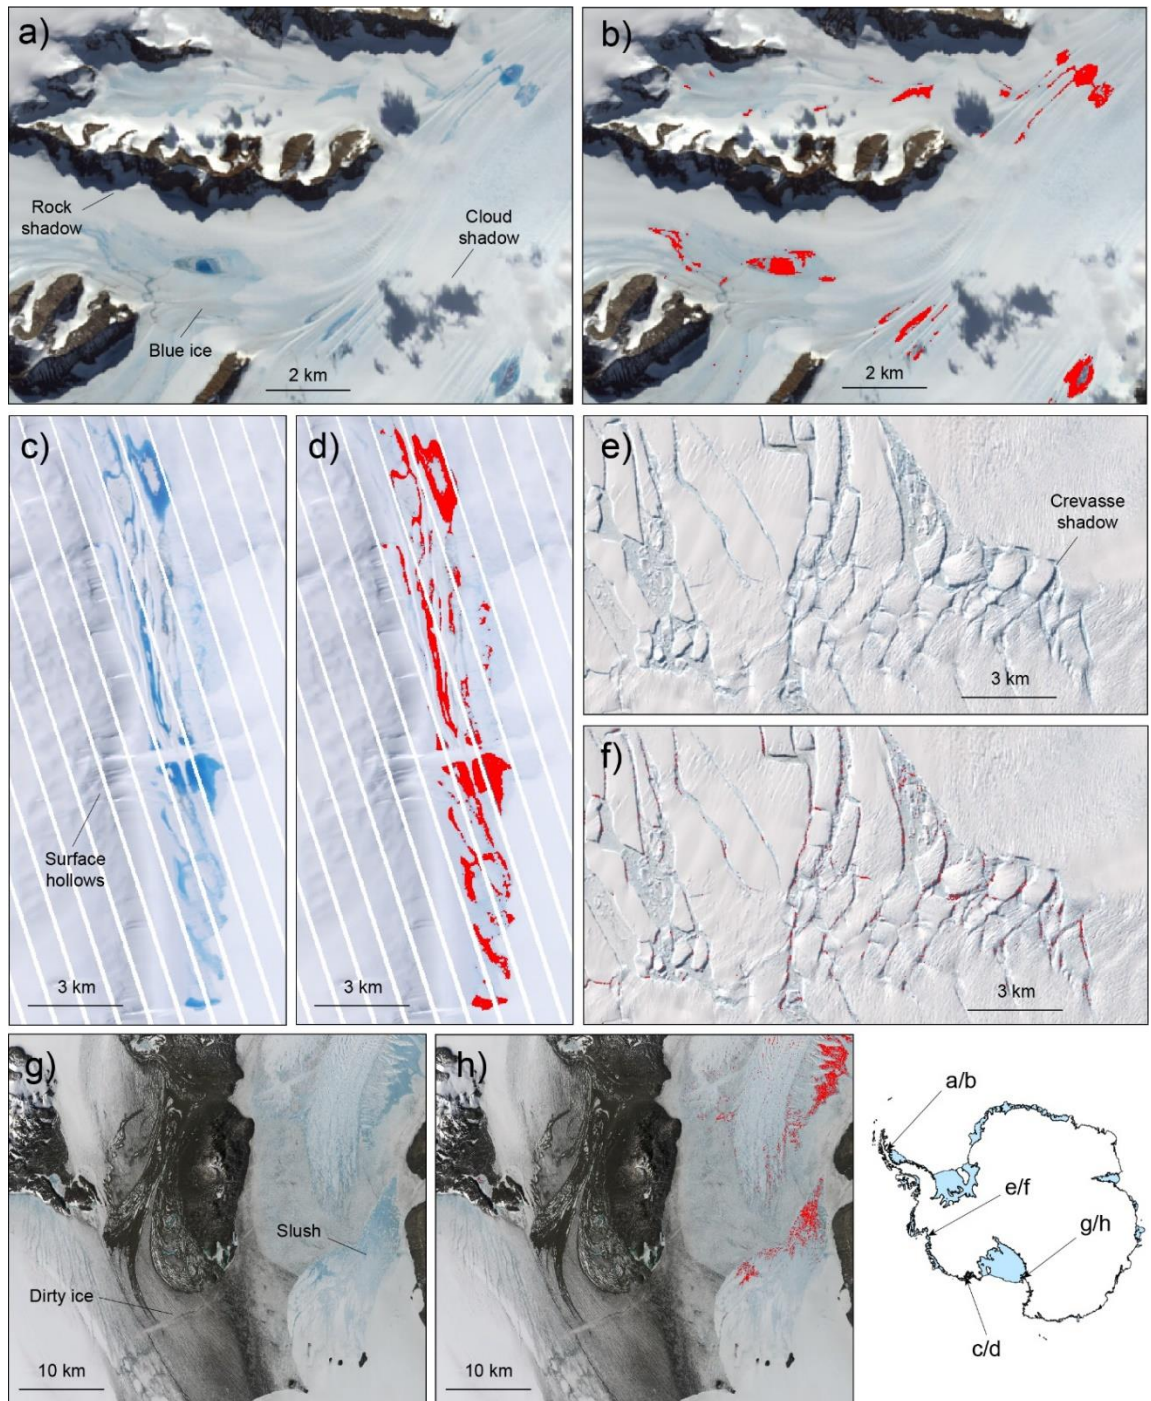 a)
b)
Rock
shadow
Cloud
shadow
Blue ice
2 km
2 km
c)
d)
e)
Crevasse
shadow
3 km
f)
Surface
hollows
3 km
3 km
3 km
g)
h)
Slush
Dirty ice
10 km
10 km
a/b
e/f
g/h
c/d